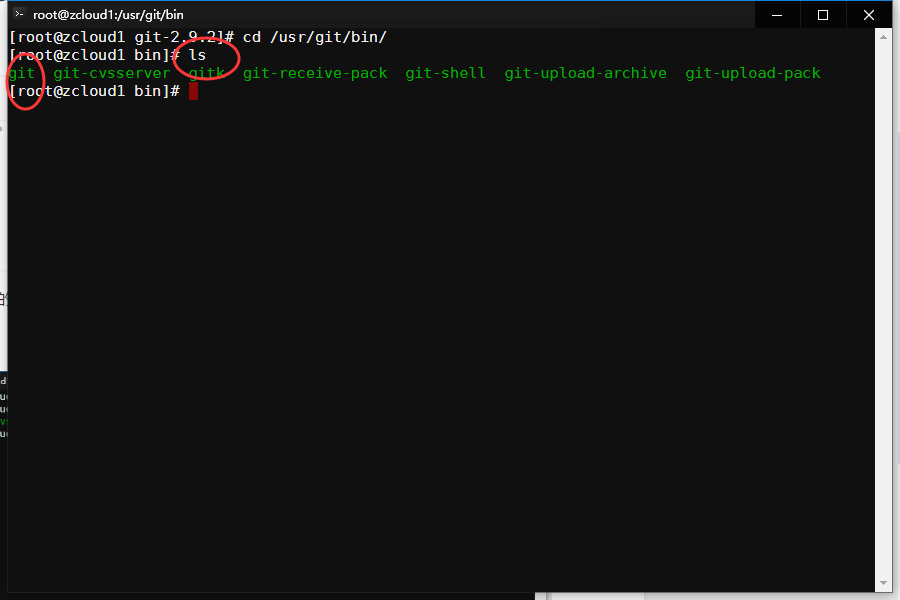 root@zcloud1:/usr/git/bin
[root@zcloud1 git-2.9.2]# cd /usr/git/bin/
[root@zcloud1 bin]# ls
git git-cvsserver gitk git-receive-pack git-shell git-upload-archive git-upload-pack
[root@zcloud1 bin]#